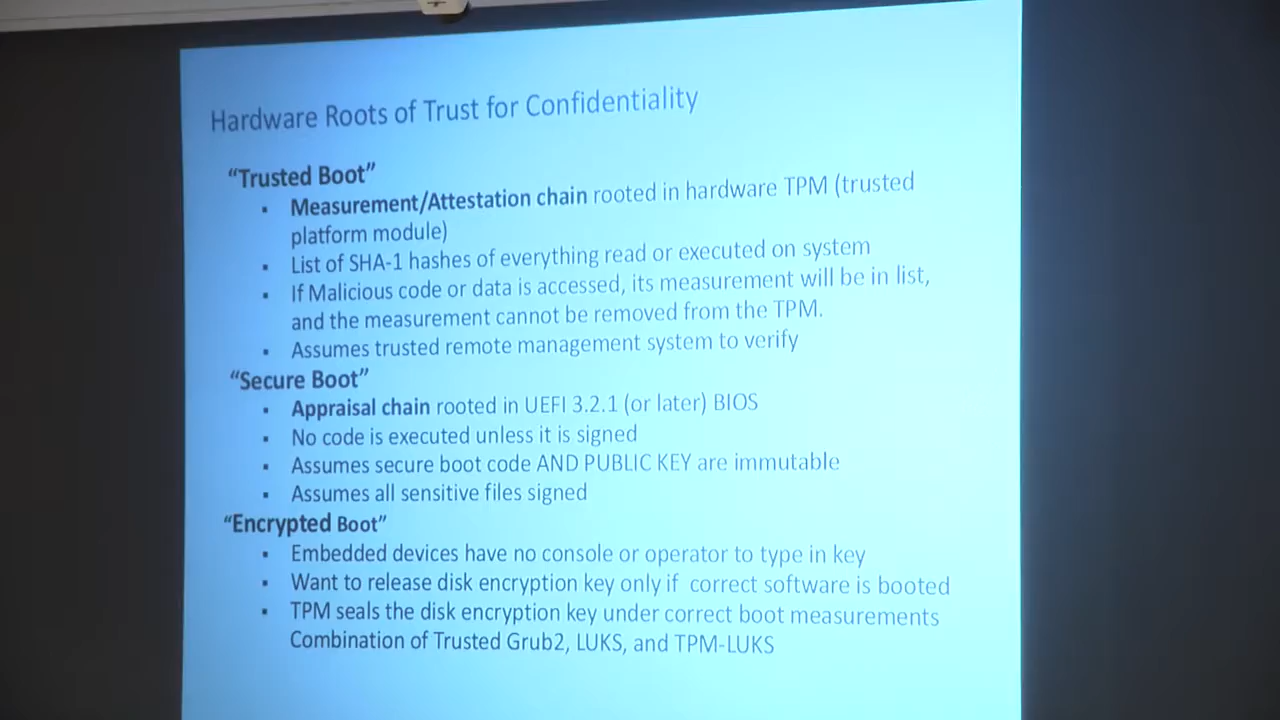 Hardware Roots of Trust for Confidentiality
“Trusted Boot”
▪ Measurement/Attestation chain rooted in hardware TPM (trusted
platform module)
▪ List of SHA-1 hashes of everything read or executed on system
▪ If Malicious code or data is accessed, its measurement will be in list,
and the measurement cannot be removed from the TPM.
▪ Assumes trusted remote management system to verify
“Secure Boot”
▪ Appraisal chain rooted in UEFI 3.2.1 (or later) BIOS
▪ No code is executed unless it is signed
▪ Assumes secure boot code AND PUBLIC KEY are immutable
▪ Assumes all sensitive files signed
“Encrypted Boot”
▪ Embedded devices have no console or operator to type in key
▪ Want to release disk encryption key only if correct software is booted
▪ TPM seals the disk encryption key under correct boot measurements
Combination of Trusted Grub2, LUKS, and TPM-LUKS